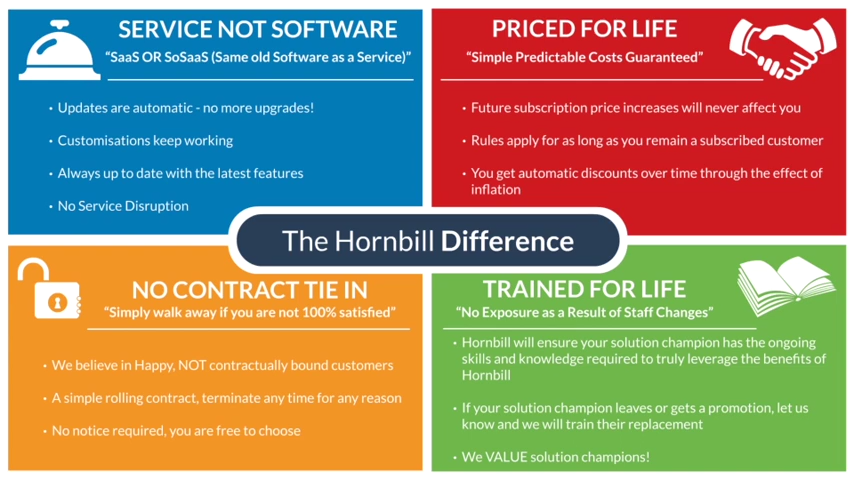 SERVICE NOT SOFTWARE
“SaaS OR SoSaaS (Same old Software as a Service)”
• Updates are automatic - no more upgrades!
• Customisations keep working
• Always up to date with the latest features
• No Service Disruption
PRICED FOR LIFE
“Simple Predictable Costs Guaranteed”
• Future subscription price increases will never affect you
• Rules apply for as long as you remain a subscribed customer
• You get automatic discounts over time through the effect of
inflation
The Hornbill Difference
NO CONTRACT TIE IN
“Simply walk away if you are not 100% satisfied”
• We believe in Happy, NOT contractually bound customers
• A simple rolling contract, terminate any time for any reason
• No notice required, you are free to choose
TRAINED FOR LIFE
“No Exposure as a Result of Staff Changes”
• Hornbill will ensure your solution champion has the ongoing
skills and knowledge required to truly leverage the benefits of
Hornbill
• If your solution champion leaves or gets a promotion, let us
know and we will train their replacement
• We VALUE solution champions!